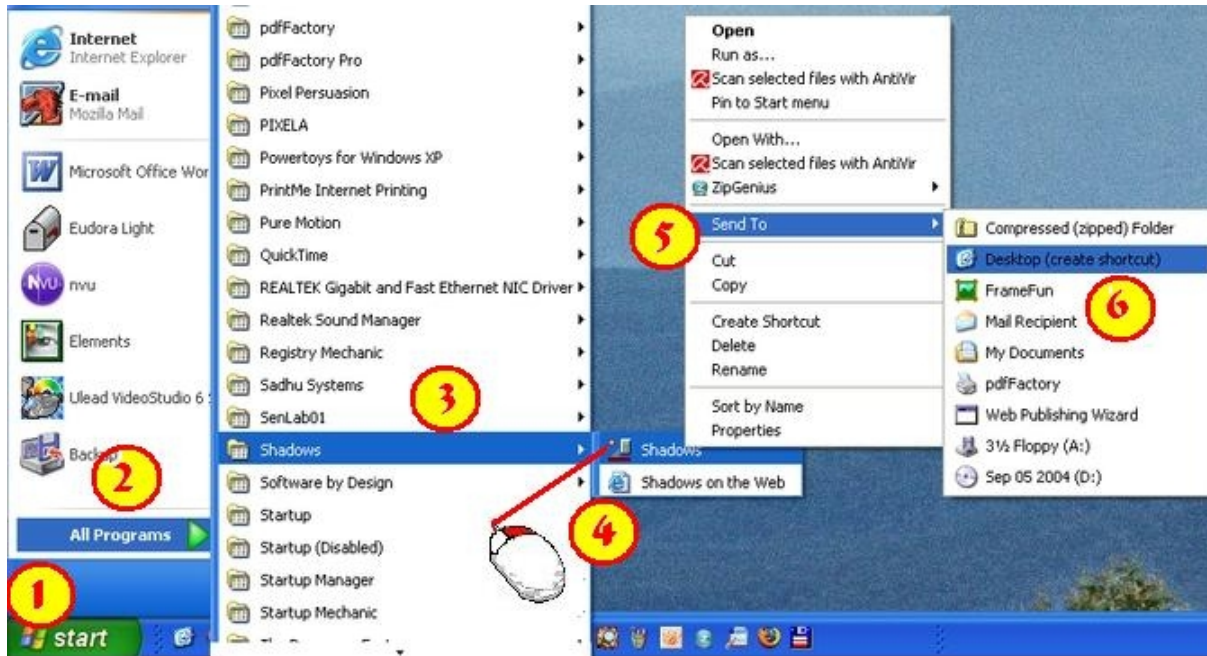 Internet
Internet Explorer
E-mail
Mozilla Mail
Microsoft Office Wor
Eudora Light
nvu
Elements
Ulead VideoStudio 6
Backup
2
All Programs
1
start
pdfFactory
pdfFactory Pro
Pixel Persuasion
PIXELA
Powertoys for Windows XP
PrintMe Internet Printing
Pure Motion
QuickTime
REALTEK Gigabit and Fast Ethernet NIC Driver
Realtek Sound Manager
Registry Mechanic
Sadhu Systems
3
SenLab01
Shadows
Software by Design
Startup
Startup (Disabled)
Startup Manager
Startup Mechanic
Shadows
Shadows on the Web
4
Open
Run as...
Scan selected files with AntiVir
Pin to Start menu
Open With...
Scan selected files with AntiVir
ZipGenius
5
Send To
Cut
Copy
Create Shortcut
Delete
Rename
Sort by Name
Properties
Compressed (zipped) Folder
Desktop (create shortcut)
FrameFun
6
Mail Recipient
My Documents
pdfFactory
Web Publishing Wizard
3½ Floppy (A:)
Sep 05 2004 (D:)
NVU
W